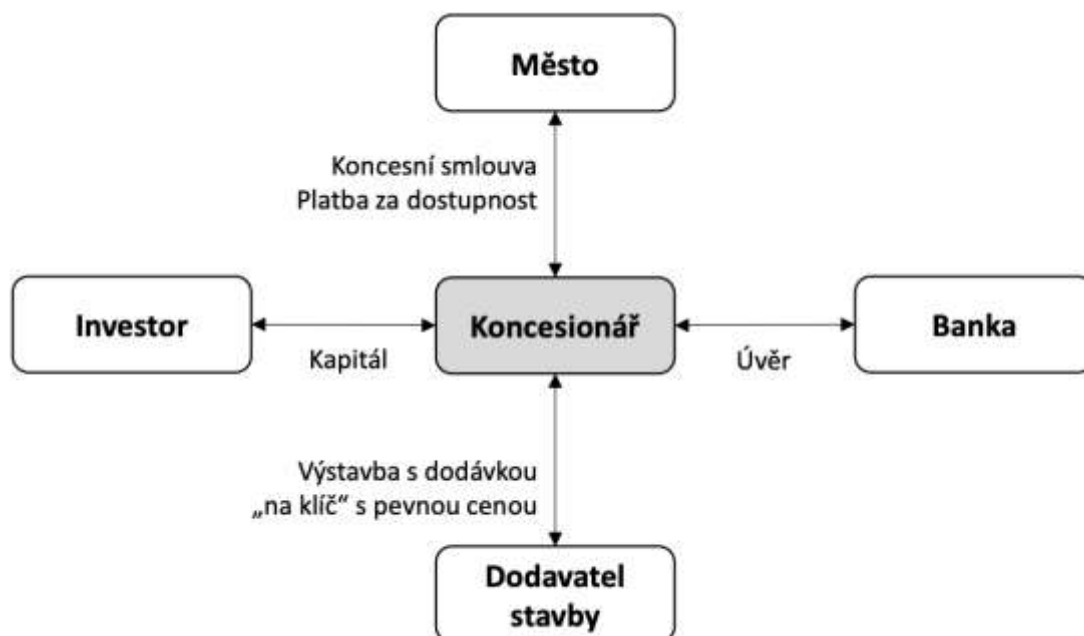 Město
Koncesní smlouva
Platba za dostupnost
Investor
Koncesionář
Banka
Kapitál
Úvěr
Výstavba s dodávkou
„na klíč“ s pevnou cenou
Dodavatel
stavby